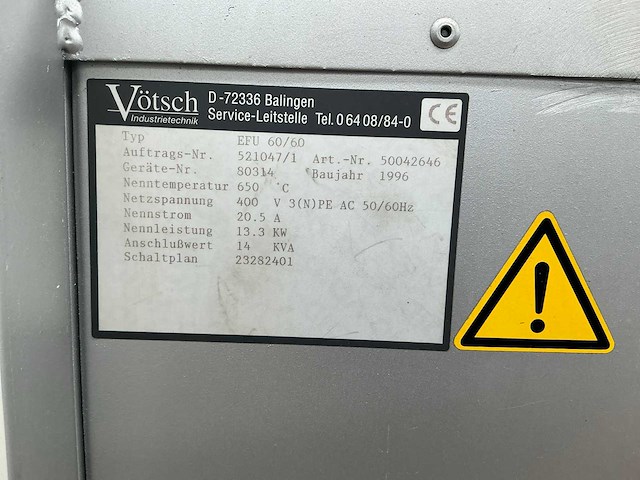 Vötsch
Industrietechnik
D-72336 Balingen
Service-Leitstelle Tel. 0 64 08/84-0
CE
Typ EFU 60/60
Auftrags-Nr. 521047/1 Art.-Nr. 50042646
Geräte-Nr. 80314 Baujahr 1996
Nenntemperatur 650 °C
Netzspannung 400 V 3(N)PE AC 50/60Hz
Nennstrom 20.5 A
Nennleistung 13.3 KW
Anschlußwert 14 KVA
Schaltplan 23282401
!